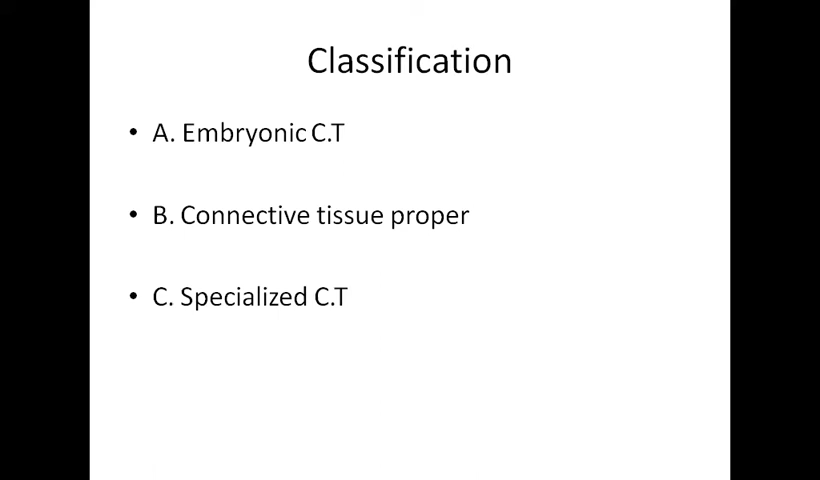 Classification
• A. Embryonic C.T
• B. Connective tissue proper
• C. Specialized C.T